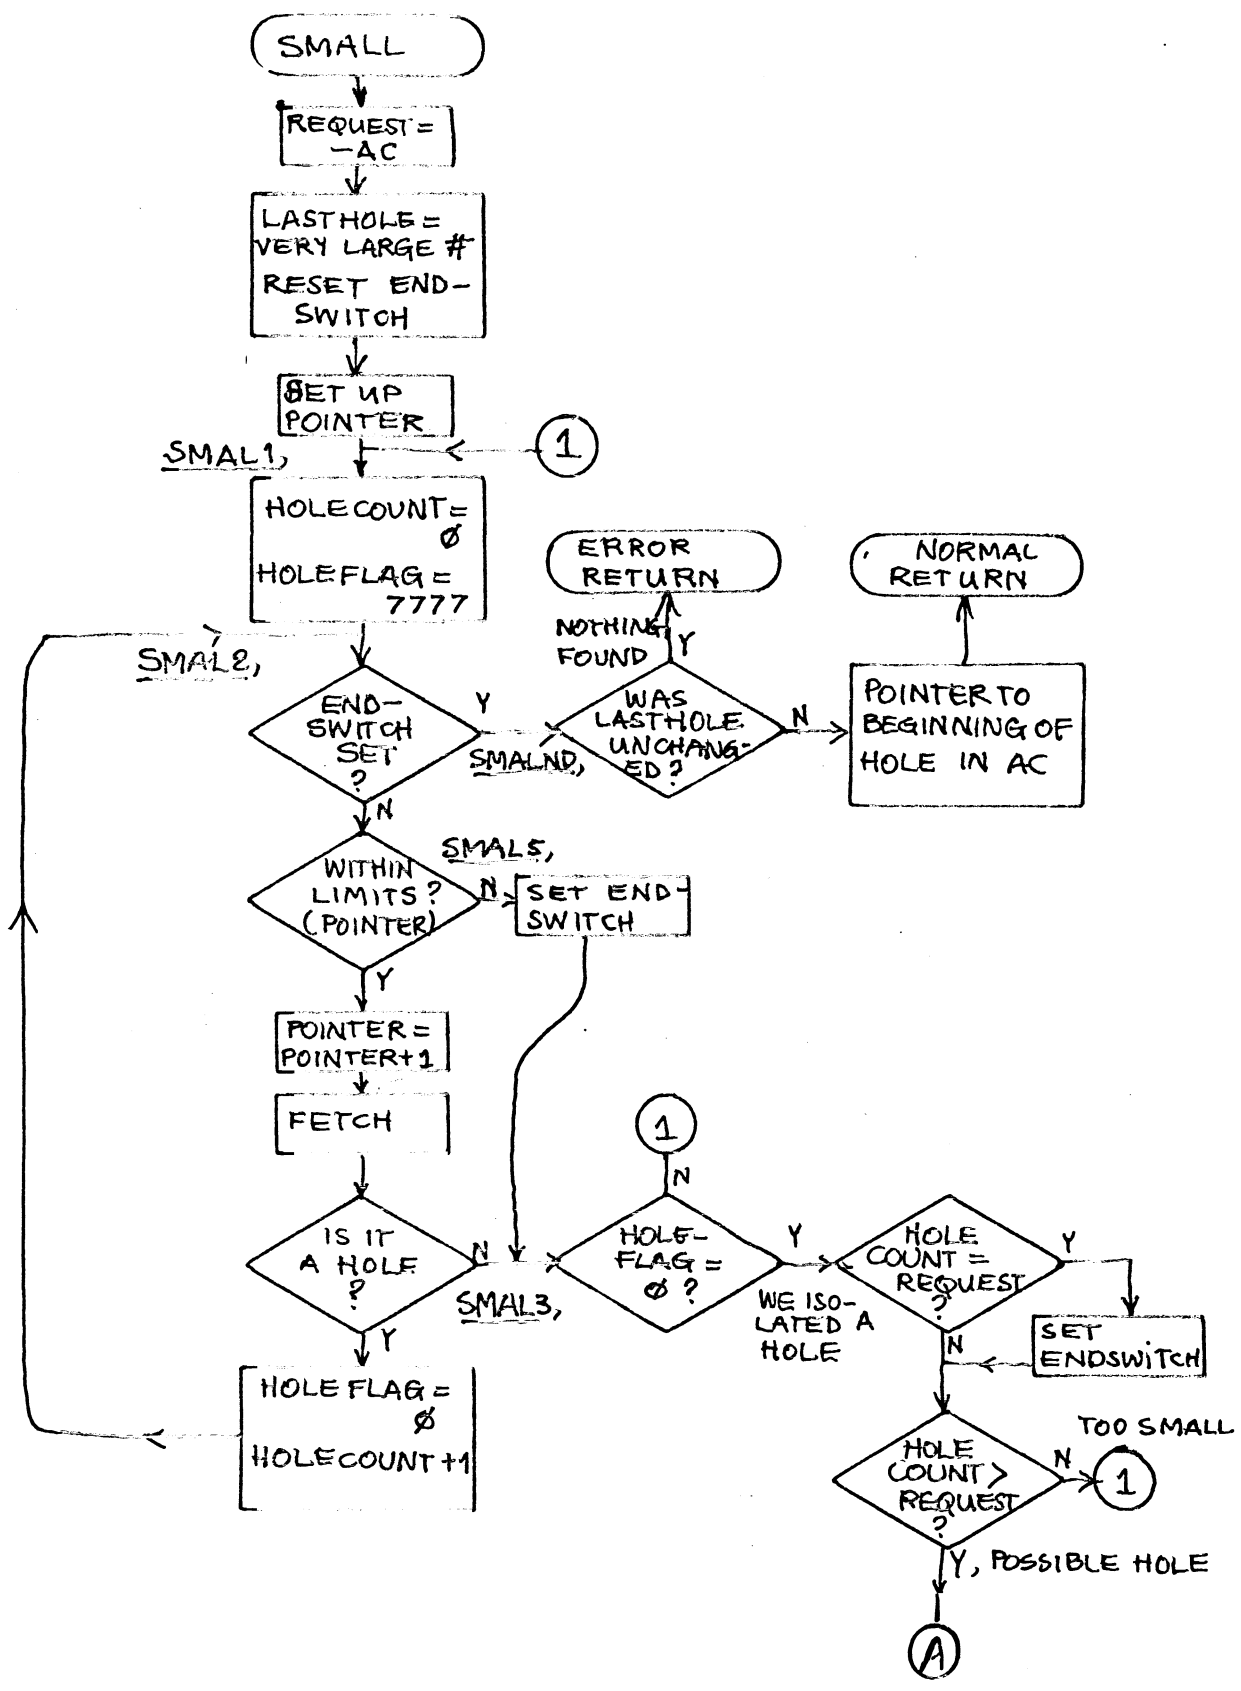 SMALL
REQUEST =
-AC
LASTHOLE =
VERY LARGE #
RESET END-
SWITCH
SET UP
POINTER
SMAL1,
1
HOLECOUNT =
Ø
HOLEFLAG =
7777
ERROR
RETURN
NORMAL
RETURN
NOTHING
FOUND
Y
SMAL2,
END-
SWITCH
SET
?
Y
SMALND,
WAS
LASTHOLE
UNCHANG-
ED?
N
POINTER TO
BEGINNING OF
HOLE IN AC
N
WITHIN
LIMITS?
(POINTER)
SMAL5,
N
SET END-
SWITCH
Y
POINTER =
POINTER+1
FETCH
1
N
IS IT
A HOLE
?
N
SMAL3,
HOLE-
FLAG =
Ø ?
Y
WE ISO-
LATED A
HOLE
HOLE
COUNT =
REQUEST
?
Y
SET
ENDSWITCH
N
Y
HOLEFLAG =
Ø
HOLECOUNT+1
HOLE
COUNT >
REQUEST
?
N
TOO SMALL
1
Y, POSSIBLE HOLE
A